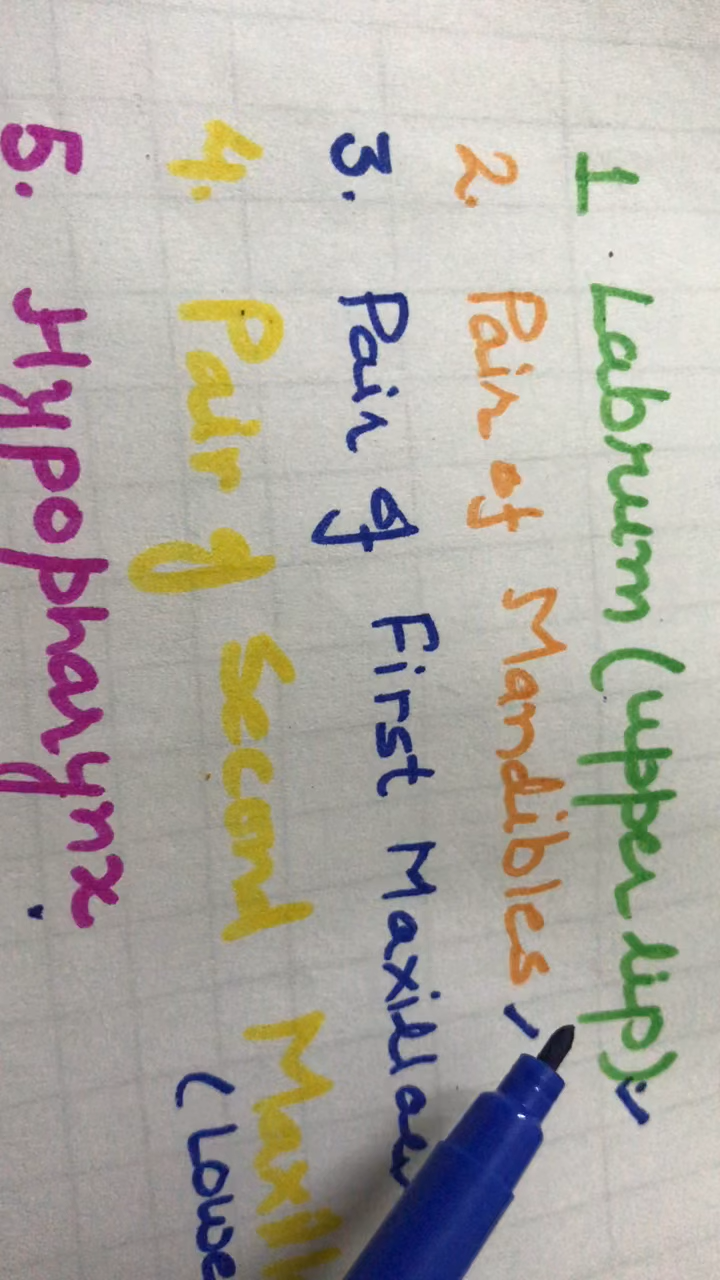 1. Labrum (upper lip)
2. Pair of Mandibles
3. Pair of First Maxillae
4. Pair of Second Maxill
(Lowe
5. Hypopharynx.